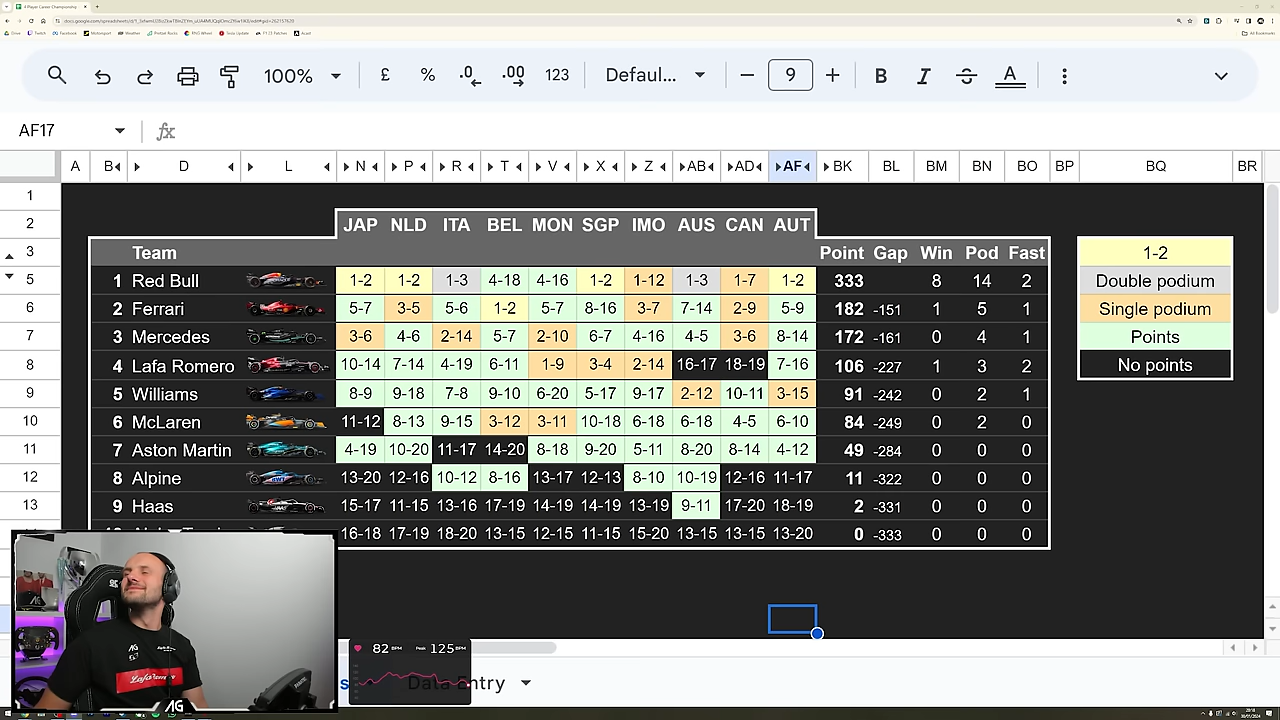 4 Player Career Championship
100% £ % .0 .00 123 Defaul... 9 B I A
AF17 fx
A B D L N P R T V X Z AB AD AF BK BL BM BN BO BP BQ BR
1
2 JAP NLD ITA BEL MON SGP IMO AUS CAN AUT
3 Team Point Gap Win Pod Fast 1-2
5 1 Red Bull 1-2 1-2 1-3 4-18 4-16 1-2 1-12 1-3 1-7 1-2 333 8 14 2 Double podium
6 2 Ferrari 5-7 3-5 5-6 1-2 5-7 8-16 3-7 7-14 2-9 5-9 182 -151 1 5 1 Single podium
7 3 Mercedes 3-6 4-6 2-14 5-7 2-10 6-7 4-16 4-5 3-6 8-14 172 -161 0 4 1 Points
8 4 Lafa Romero 10-14 7-14 4-19 6-11 1-9 3-4 2-14 16-17 18-19 7-16 106 -227 1 3 2 No points
9 5 Williams 8-9 9-18 7-8 9-10 6-20 5-17 9-17 2-12 10-11 3-15 91 -242 0 2 1
10 6 McLaren 11-12 8-13 9-15 3-12 3-11 10-18 6-18 6-18 4-5 6-10 84 -249 0 2 0
11 7 Aston Martin 4-19 10-20 11-17 14-20 8-18 9-20 5-11 8-20 8-14 4-12 49 -284 0 0 0
12 8 Alpine 13-20 12-16 10-12 8-16 13-17 12-13 8-10 10-19 12-16 11-17 11 -322 0 0 0
13 9 Haas 15-17 11-15 13-16 17-19 14-19 14-19 13-19 9-11 17-20 18-19 2 -331 0 0 0
16-18 17-19 18-20 13-15 12-15 11-15 15-20 13-15 13-15 13-20 0 -333 0 0 0
82 BPM Peak 125 BPM
Data Entry
AG